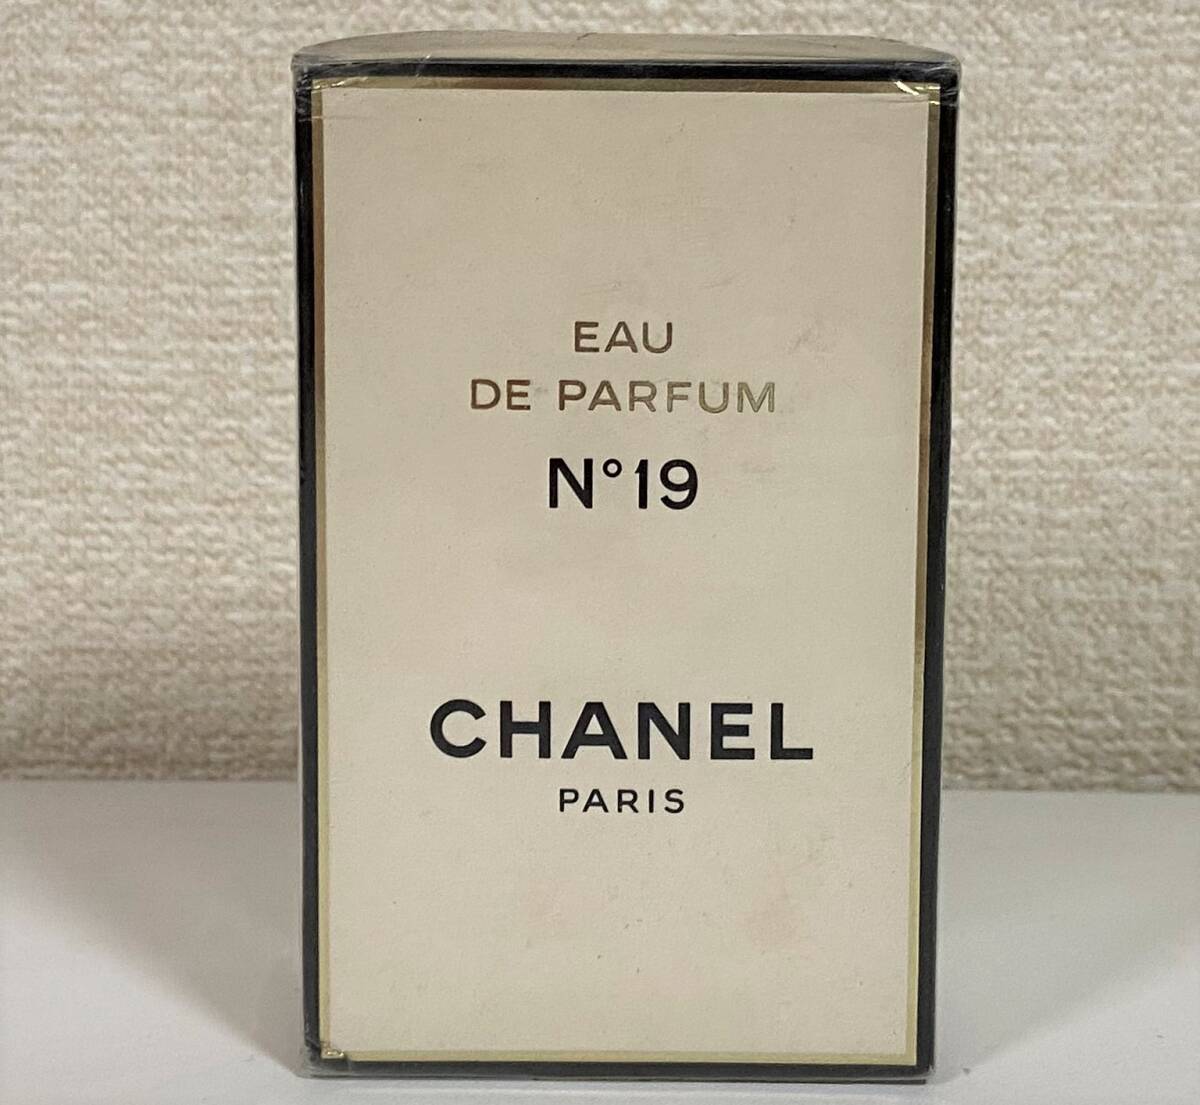 EAU
DE PARFUM
N°19
CHANEL
PARIS